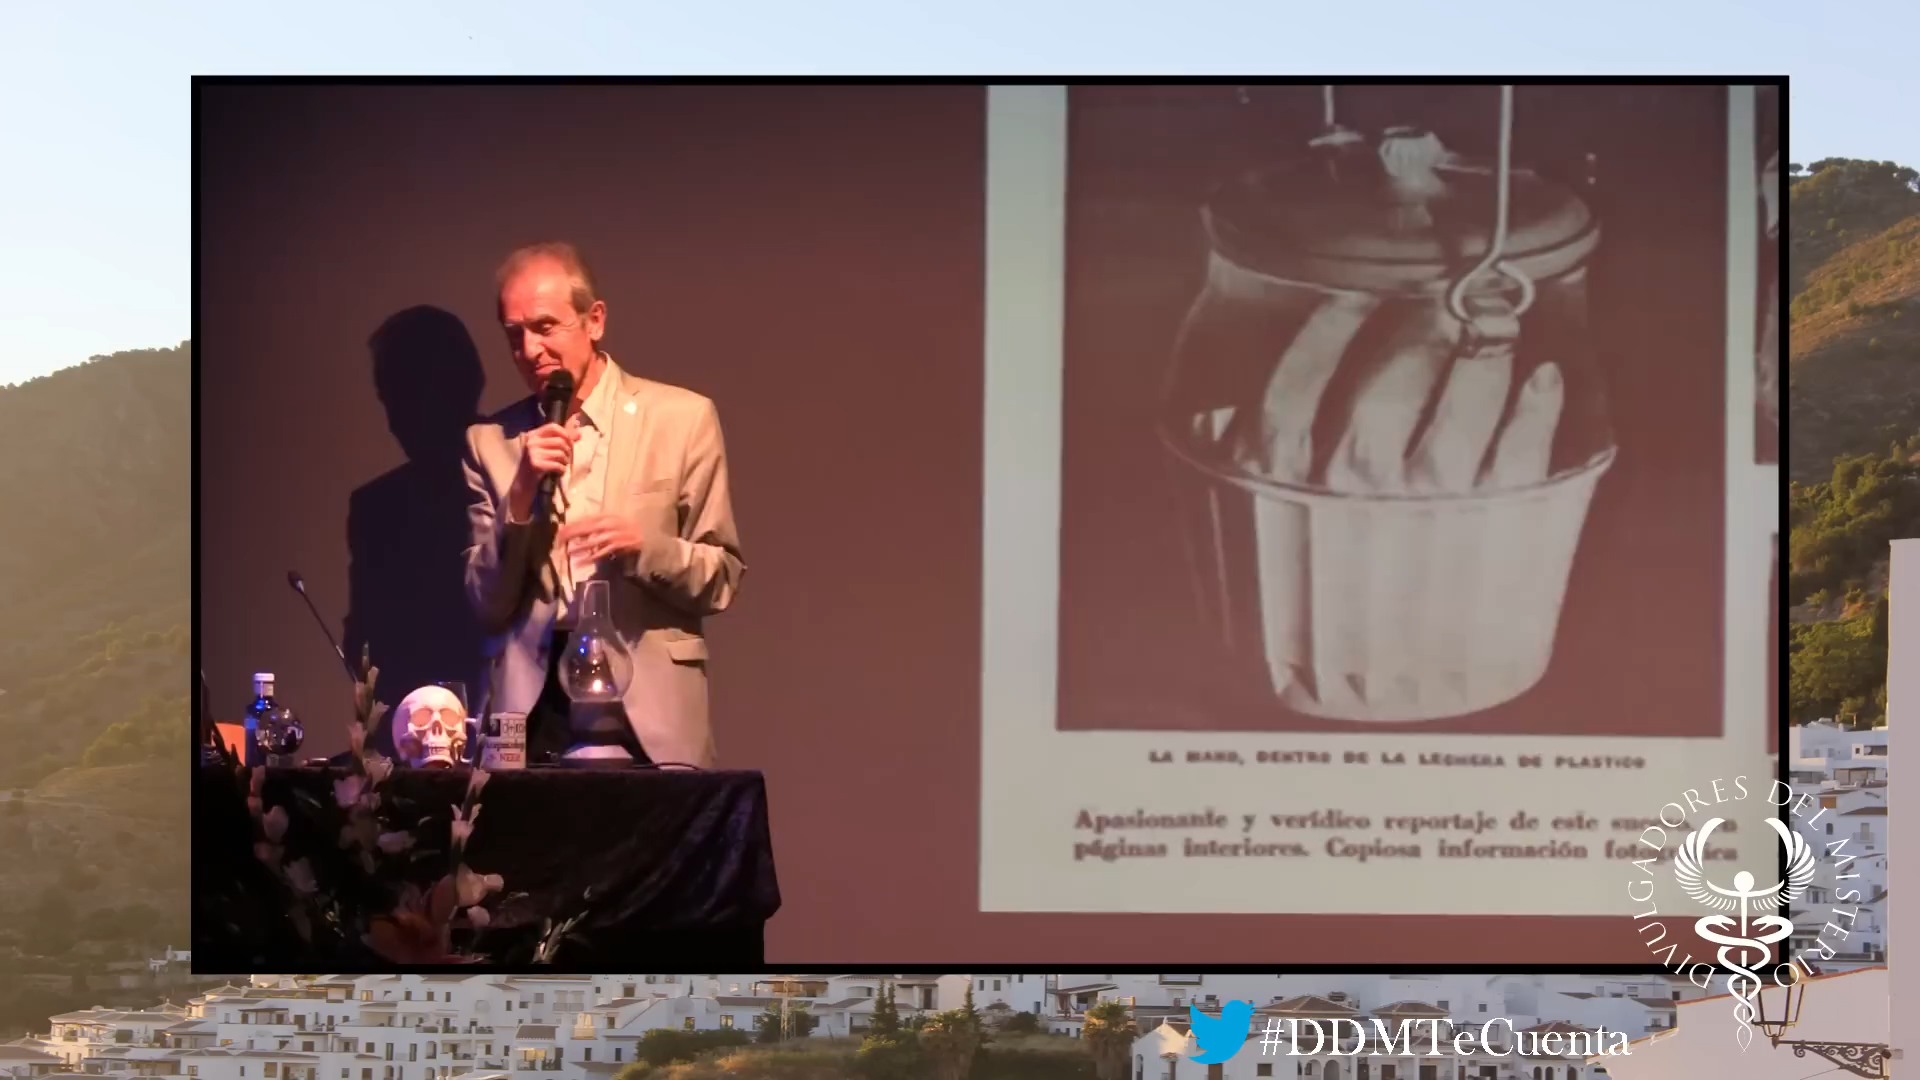 LA MANO, DENTRO DE LA LECHERA DE PLASTICO
Apasionante y verídico reportaje de este
páginas interiores. Copiosa información
DIVULGADORES DEL MISTERIO
#DDMTeCuenta